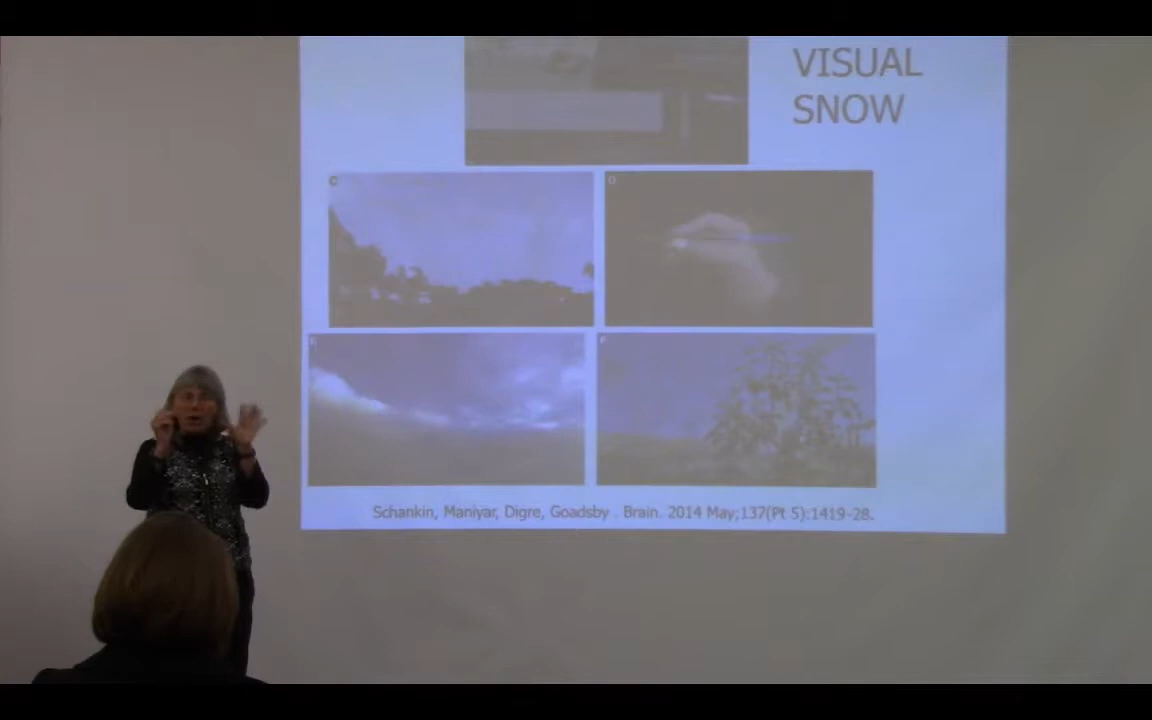 VISUAL
SNOW
C
D
E
F
Schankin, Maniyar, Digre, Goadsby . Brain. 2014 May;137(Pt 5):1419-28.